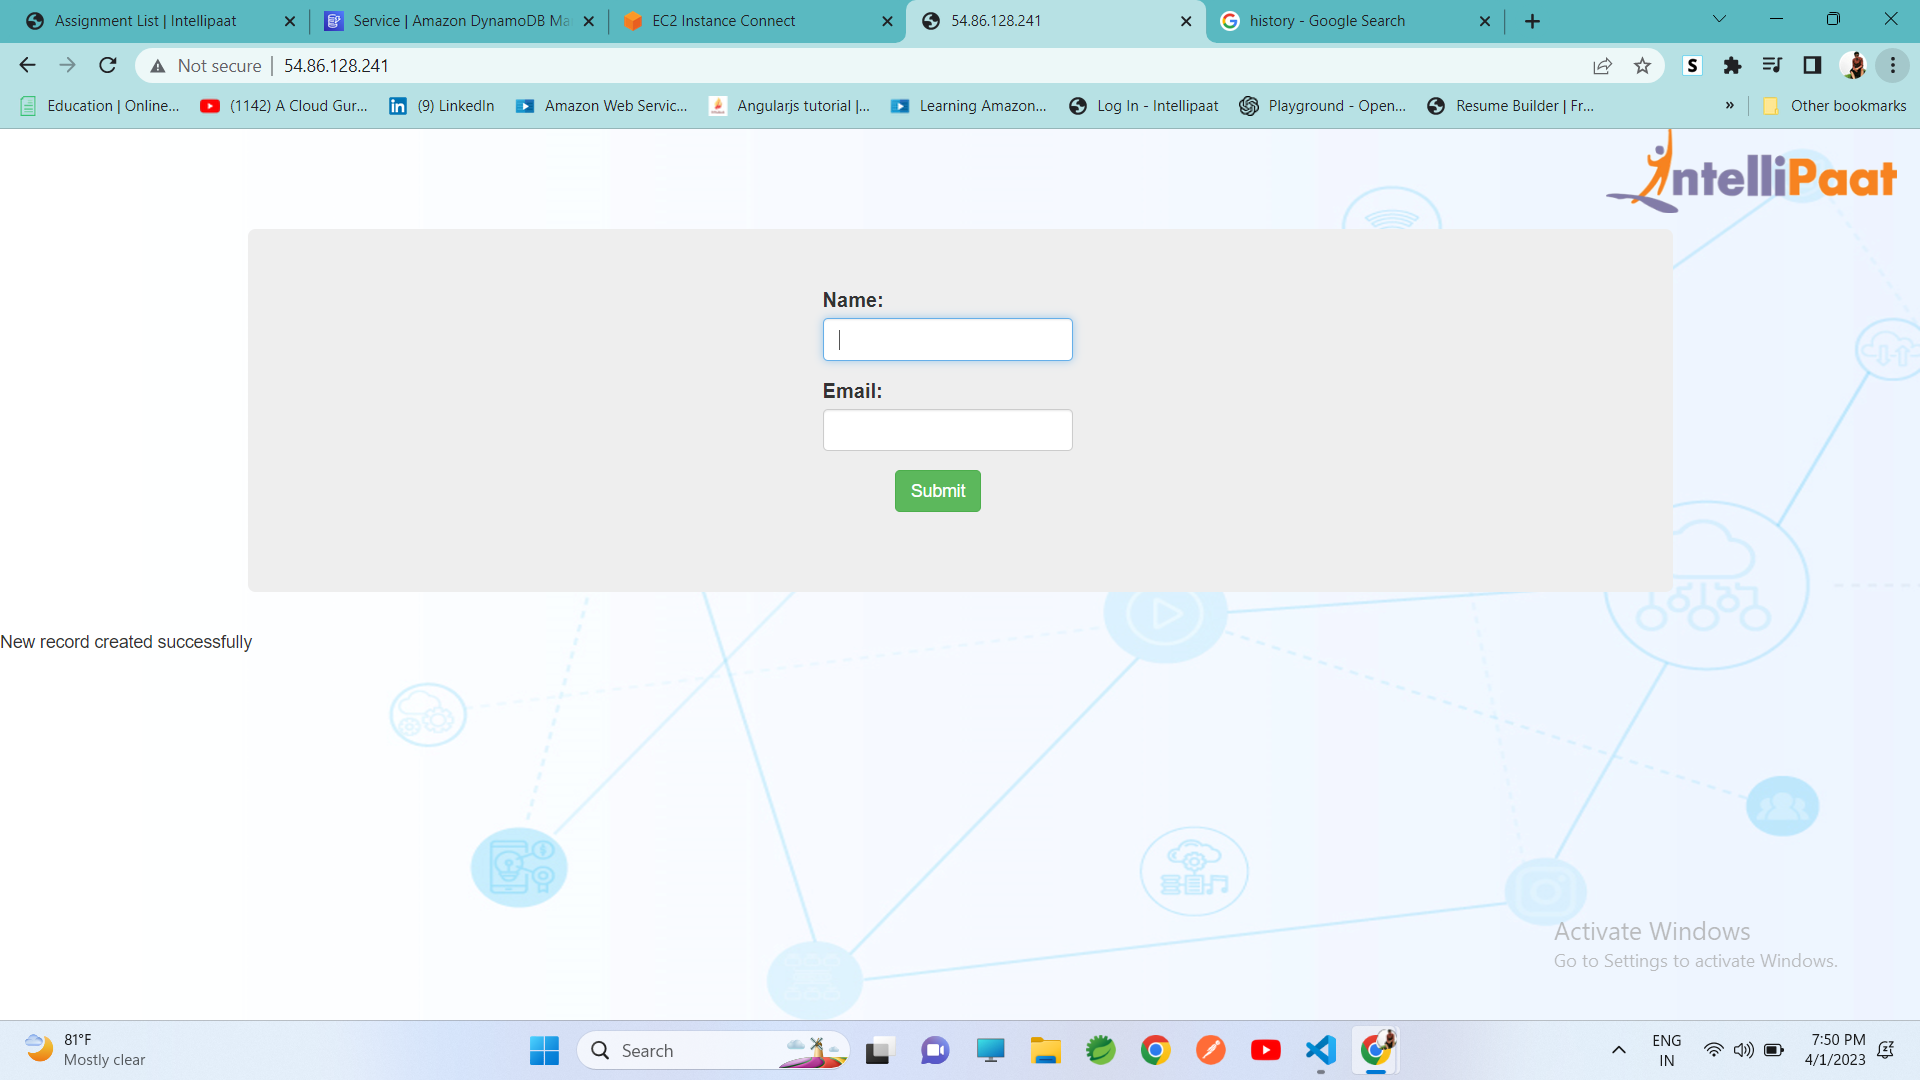 Assignment List | Intellipaat
Service | Amazon DynamoDB Ma
EC2 Instance Connect
54.86.128.241
history - Google Search
Not secure | 54.86.128.241
Education | Online...
(1142) A Cloud Gur...
(9) LinkedIn
Amazon Web Servic...
Angularjs tutorial |...
Learning Amazon...
Log In - Intellipaat
Playground - Open...
Resume Builder | Fr...
»
Other bookmarks
IntelliPaat
Name:
Email:
Submit
New record created successfully
Activate Windows
Go to Settings to activate Windows.
81°F
Mostly clear
Search
ENG
IN
7:50 PM
4/1/2023